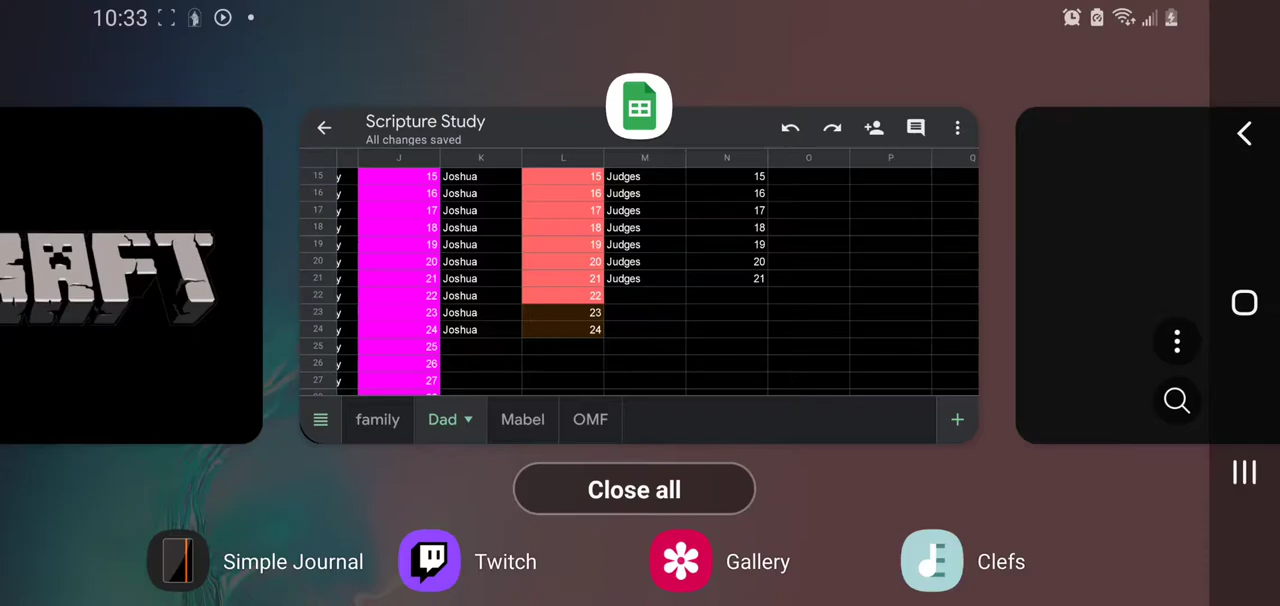 10:33
Scripture Study
All changes saved
J K L M N O P Q
15 y 15 Joshua 15 Judges 15
16 y 16 Joshua 16 Judges 16
17 y 17 Joshua 17 Judges 17
18 y 18 Joshua 18 Judges 18
19 y 19 Joshua 19 Judges 19
20 y 20 Joshua 20 Judges 20
21 y 21 Joshua 21 Judges 21
22 y 22 Joshua 22
23 y 23 Joshua 23
24 y 24 Joshua 24
25 y 25
26 y 26
27 y 27
RAFT
family Dad Mabel OMF
Close all
Simple Journal Twitch Gallery Clefs